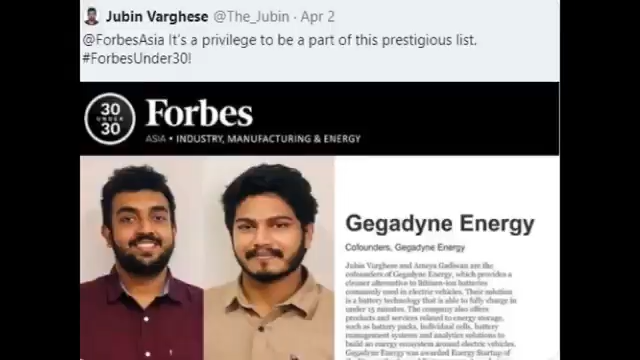 Jubin Varghese @The_Jubin · Apr 2
@ForbesAsia It's a privilege to be a part of this prestigious list.
#ForbesUnder30!
30
UNDER
30
Forbes
ASIA • INDUSTRY, MANUFACTURING & ENERGY
Gegadyne Energy
Cofounders, Gegadyne Energy
Jubin Varghese and Ameya Gadiwan are the
cofounders of Gegadyne Energy, which provides a
cleaner alternative to lithium-ion batteries
commonly used in electric vehicles. Their solution
is a battery technology that is able to fully charge in
under 15 minutes. The company also offers
products and services related to energy storage,
such as battery packs, individual cells, battery
management systems and analytics solutions to
build an energy ecosystem around electric vehicles.
Gegadyne Energy was awarded Energy Startup of